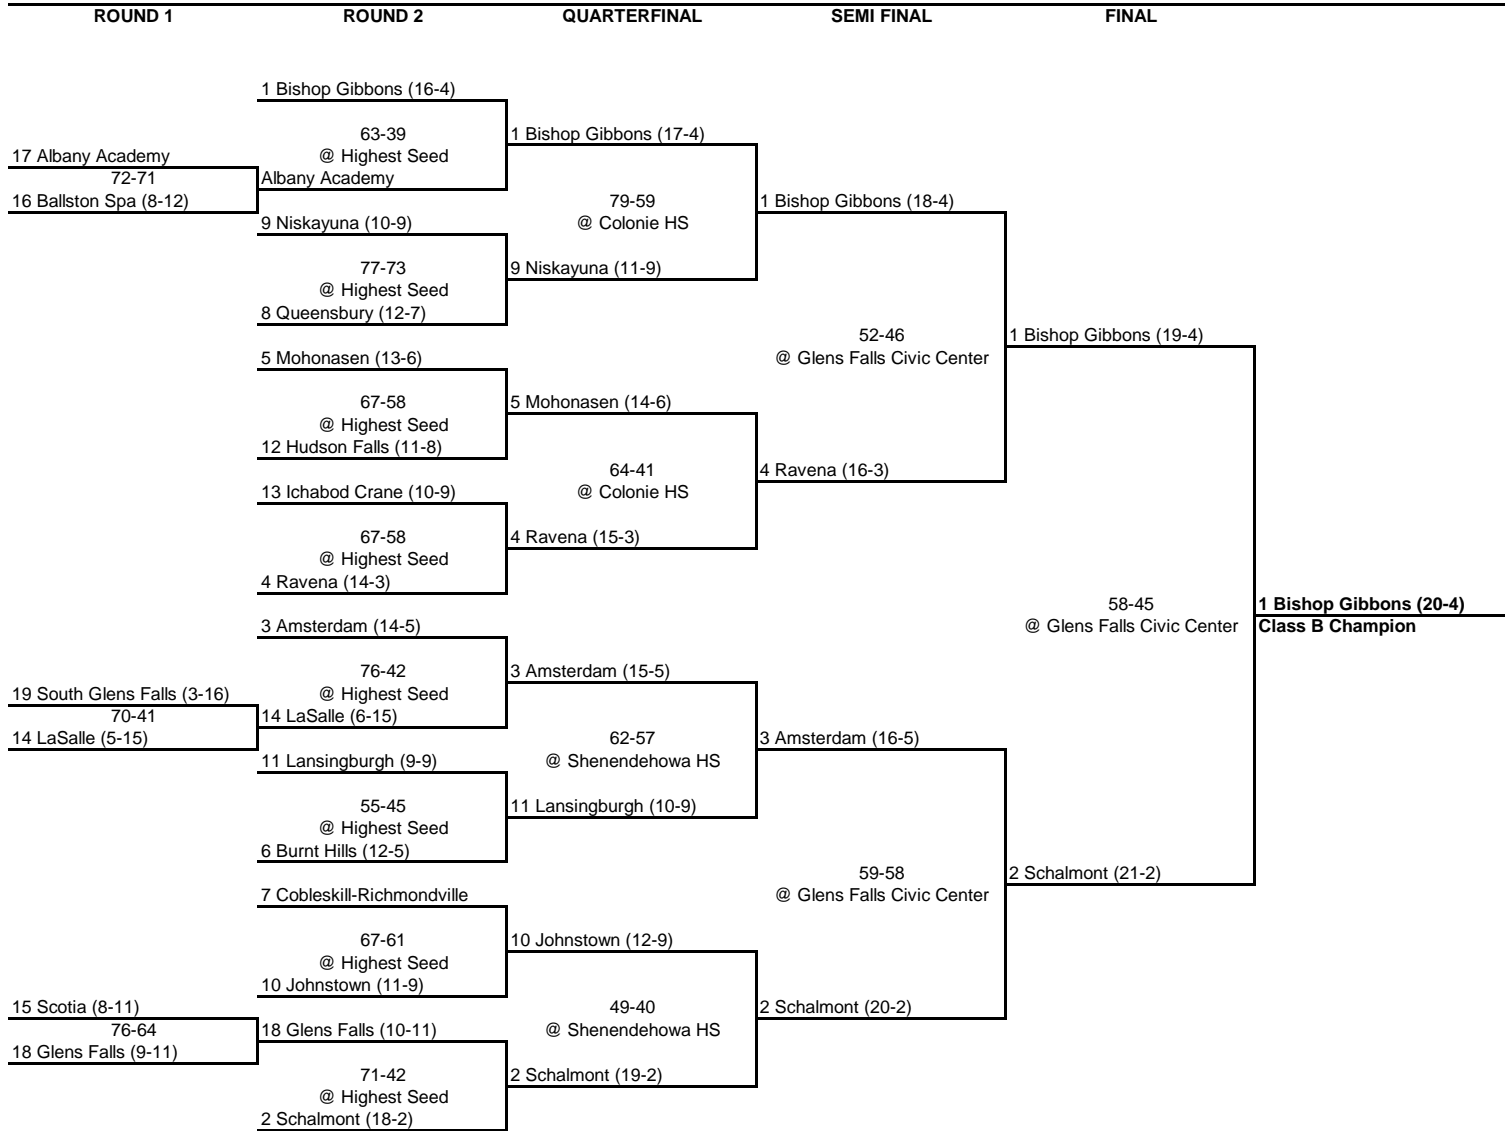 ROUND 1 ROUND 2 QUARTERFINAL SEMI FINAL FINAL
1 Bishop Gibbons (16-4)
63-39 1 Bishop Gibbons (17-4)
17 Albany Academy @ Highest Seed
72-71 Albany Academy
16 Ballston Spa (8-12) 79-59 1 Bishop Gibbons (18-4)
9 Niskayuna (10-9) @ Colonie HS
77-73 9 Niskayuna (11-9)
@ Highest Seed
8 Queensbury (12-7)
52-46 1 Bishop Gibbons (19-4)
5 Mohonasen (13-6) @ Glens Falls Civic Center
67-58 5 Mohonasen (14-6)
@ Highest Seed
12 Hudson Falls (11-8)
64-41 4 Ravena (16-3)
13 Ichabod Crane (10-9) @ Colonie HS
67-58 4 Ravena (15-3)
@ Highest Seed
4 Ravena (14-3)
58-45 1 Bishop Gibbons (20-4)
3 Amsterdam (14-5) @ Glens Falls Civic Center Class B Champion
76-42 3 Amsterdam (15-5)
19 South Glens Falls (3-16) @ Highest Seed
70-41 14 LaSalle (6-15)
14 LaSalle (5-15) 62-57 3 Amsterdam (16-5)
11 Lansingburgh (9-9) @ Shenendehowa HS
55-45 11 Lansingburgh (10-9)
@ Highest Seed
6 Burnt Hills (12-5)
59-58 2 Schalmont (21-2)
7 Cobleskill-Richmondville @ Glens Falls Civic Center
67-61 10 Johnstown (12-9)
@ Highest Seed
10 Johnstown (11-9)
15 Scotia (8-11) 49-40 2 Schalmont (20-2)
76-64 18 Glens Falls (10-11) @ Shenendehowa HS
18 Glens Falls (9-11)
71-42 2 Schalmont (19-2)
@ Highest Seed
2 Schalmont (18-2)